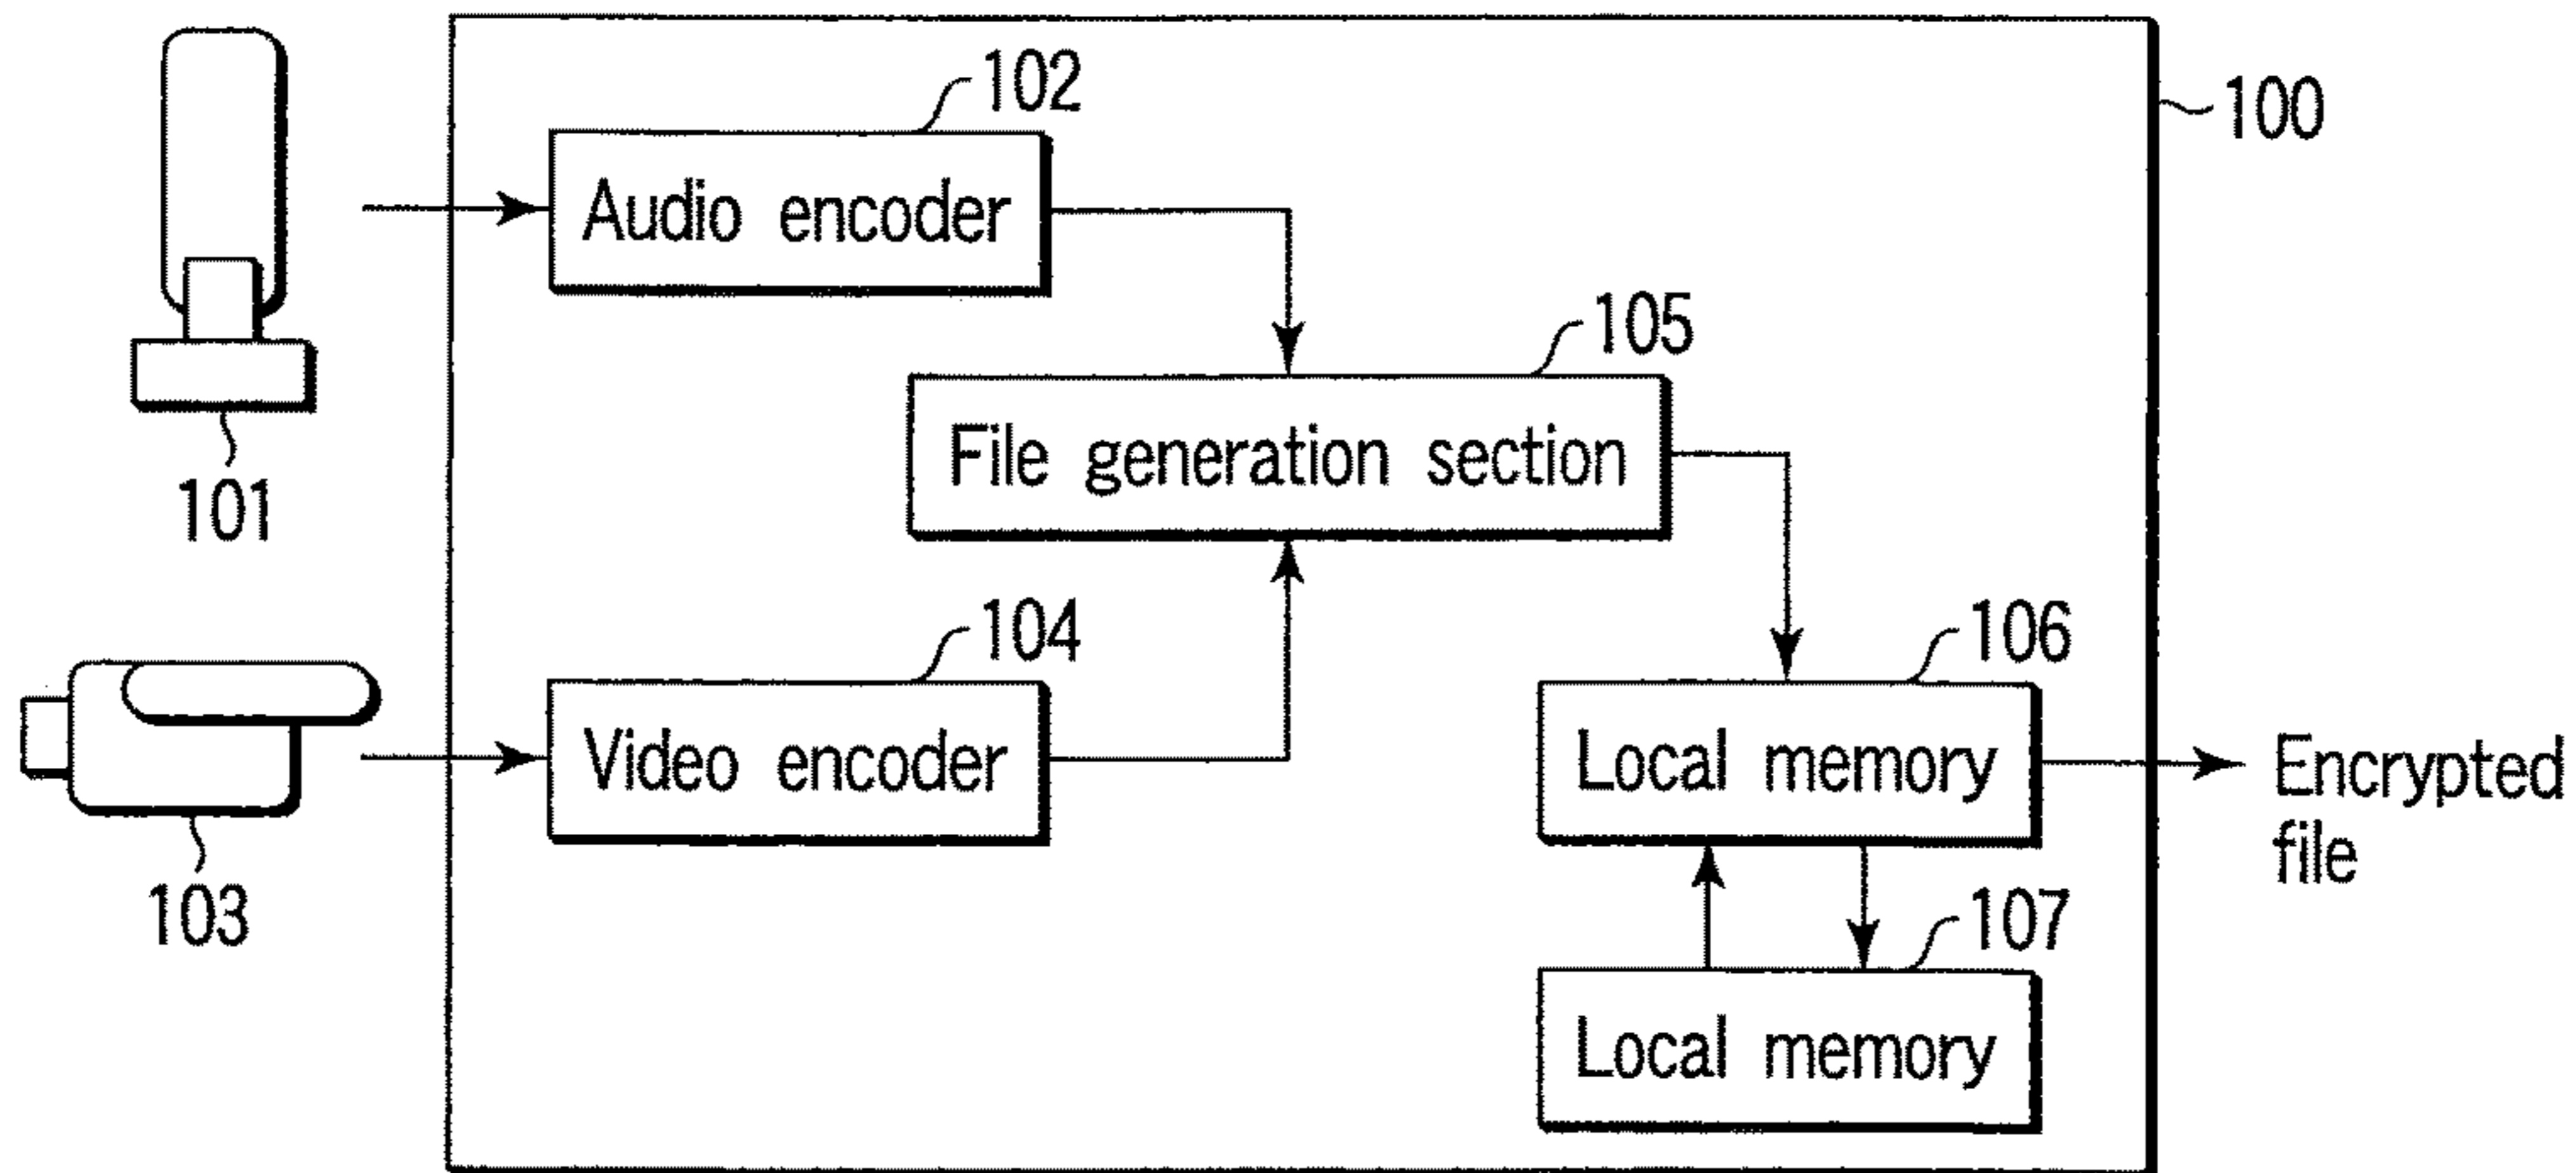 102
100
Audio encoder
105
File generation section
101
104
106
Video encoder
Local memory
Encrypted
file
103
107
Local memory